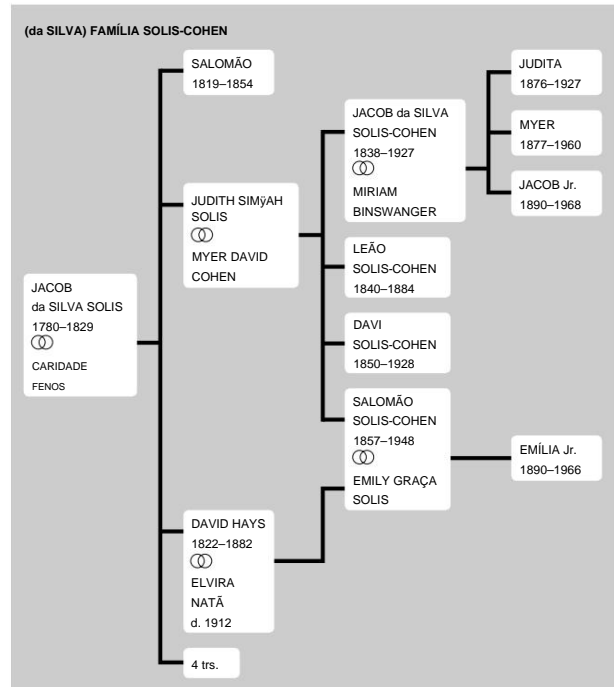 (da SILVA) FAMÍLIA SOLIS-COHEN
JACOB
da SILVA SOLIS
1780–1829
CARIDADE
FENOS
SALOMÃO
1819–1854
JUDITH SIMÿAH
SOLIS
MYER DAVID
COHEN
DAVID HAYS
1822–1882
ELVIRA
NATÃ
d. 1912
4 trs.
JACOB da SILVA
SOLIS-COHEN
1838–1927
MIRIAM
BINSWANGER
LEÃO
SOLIS-COHEN
1840–1884
DAVI
SOLIS-COHEN
1850–1928
SALOMÃO
SOLIS-COHEN
1857–1948
EMILY GRAÇA
SOLIS
JUDITA
1876–1927
MYER
1877–1960
JACOB Jr.
1890–1968
EMÍLIA Jr.
1890–1966